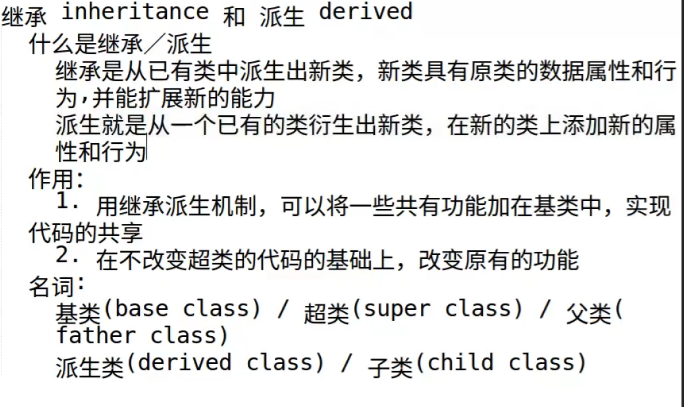 继承 inheritance 和 派生 derived
什么是继承／派生
继承是从已有类中派生出新类，新类具有原类的数据属性和行
为,并能扩展新的能力
派生就是从一个已有的类衍生出新类，在新的类上添加新的属
性和行为
作用:
1. 用继承派生机制，可以将一些共有功能加在基类中，实现
代码的共享
2. 在不改变超类的代码的基础上，改变原有的功能
名词:
基类(base class) / 超类(super class) / 父类(
father class)
派生类(derived class) / 子类(child class)